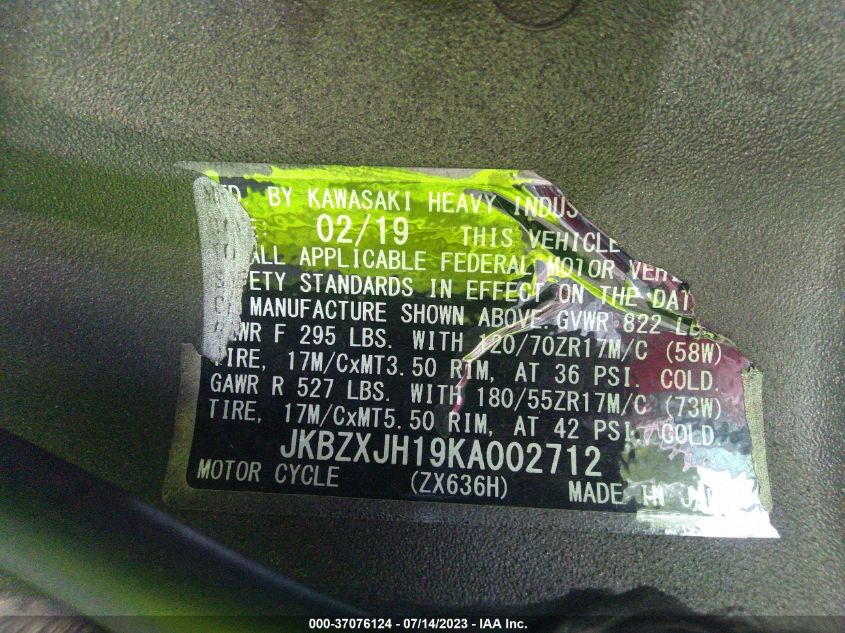 BY KAWASAKI HEAVY INDUS
02/19 THIS VEHICLE
ALL APPLICABLE FEDERAL MOTOR VEH
ETY STANDARDS IN EFFECT ON THE DAT
MANUFACTURE SHOWN ABOVE. GVWR 822 LB
GAWR F 295 LBS. WITH 120/70ZR17M/C (58W)
TIRE, 17M/CxMT3.50 RIM, AT 36 PSI. COLD.
GAWR R 527 LBS. WITH 180/55ZR17M/C (73W)
TIRE, 17M/CxMT5.50 RIM, AT 42 PSI. COLD.
JKBZXJH19KA002712
MOTOR CYCLE (ZX636H) MADE IN J
000-37076124 / 07/14/2023 - IAA Inc.